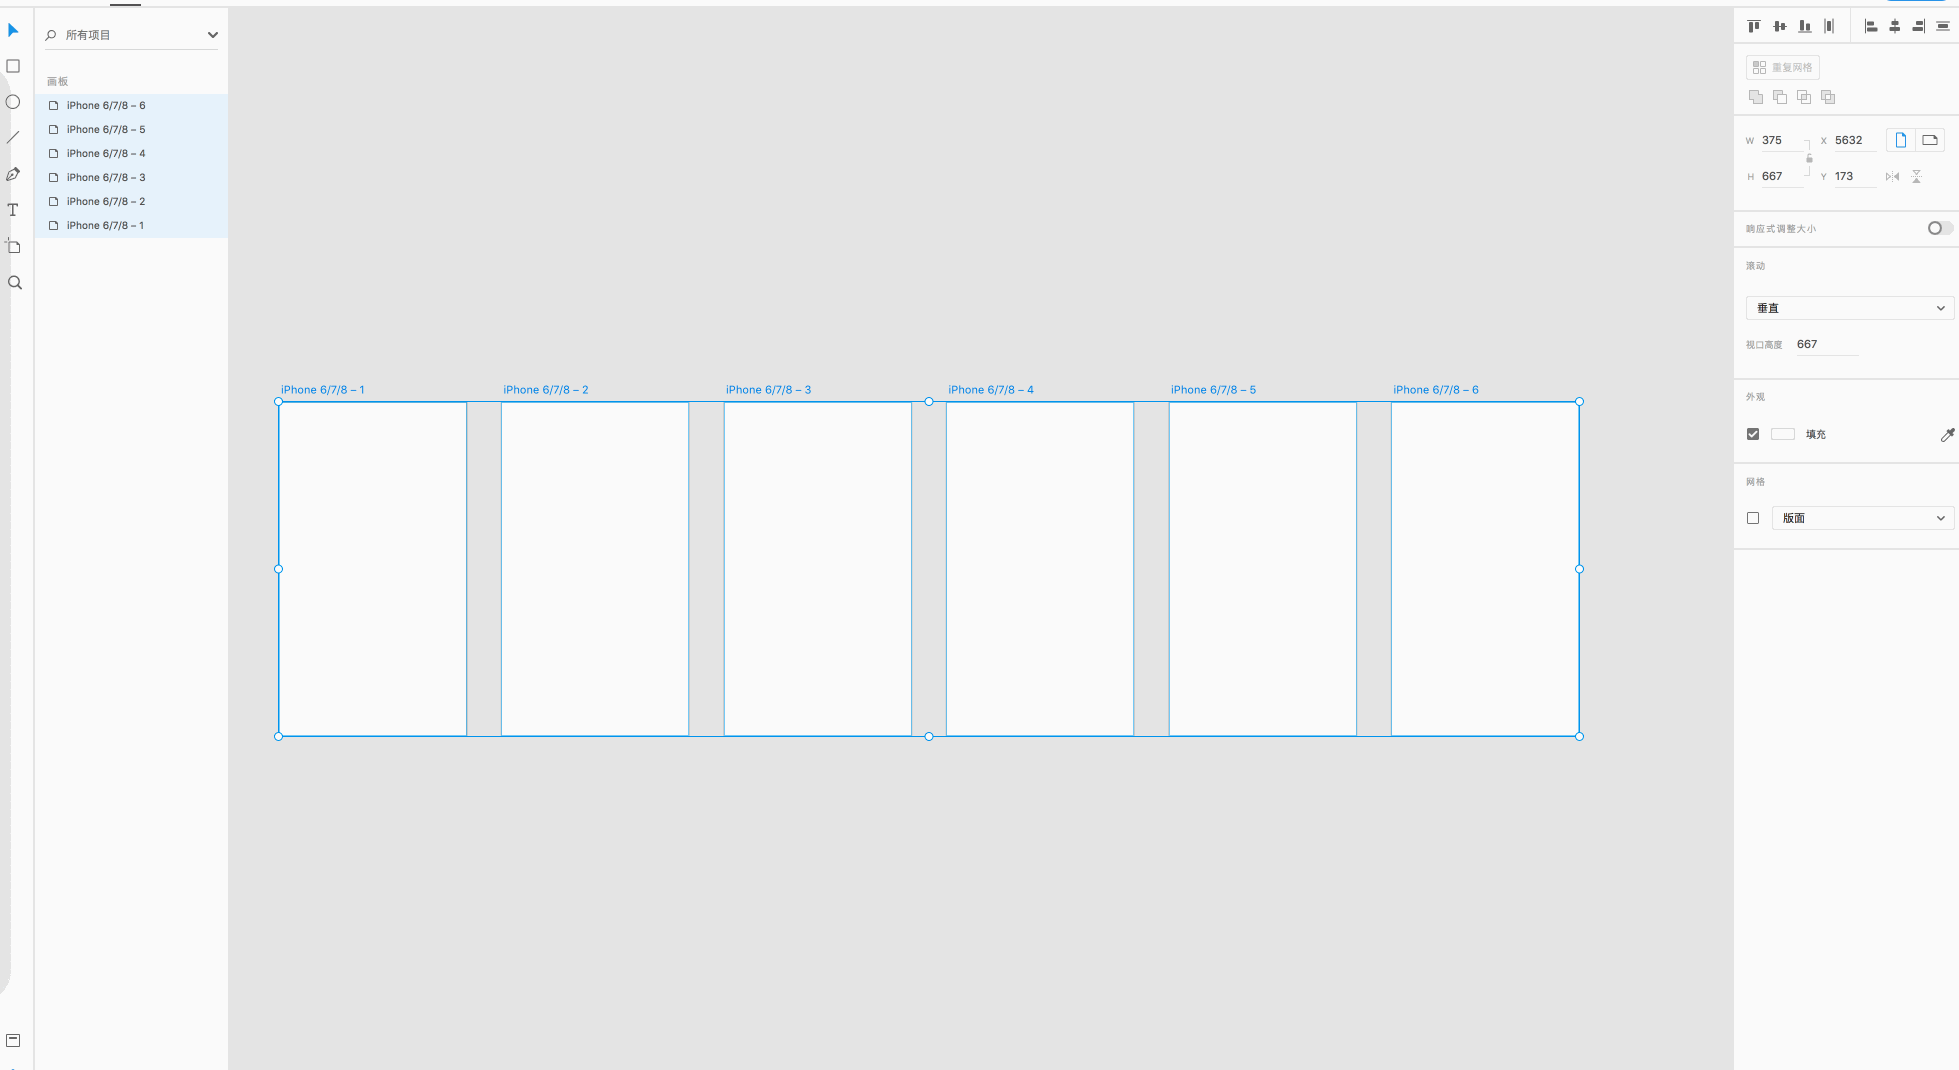 所有项目
画板
iPhone 6/7/8 – 6
iPhone 6/7/8 – 5
iPhone 6/7/8 – 4
iPhone 6/7/8 – 3
iPhone 6/7/8 – 2
iPhone 6/7/8 – 1
iPhone 6/7/8 – 1
iPhone 6/7/8 – 2
iPhone 6/7/8 – 3
iPhone 6/7/8 – 4
iPhone 6/7/8 – 5
iPhone 6/7/8 – 6
重复网格
W 375 X 5632
H 667 Y 173
响应式调整大小
滚动
垂直
视口高度 667
外观
填充
网格
版面